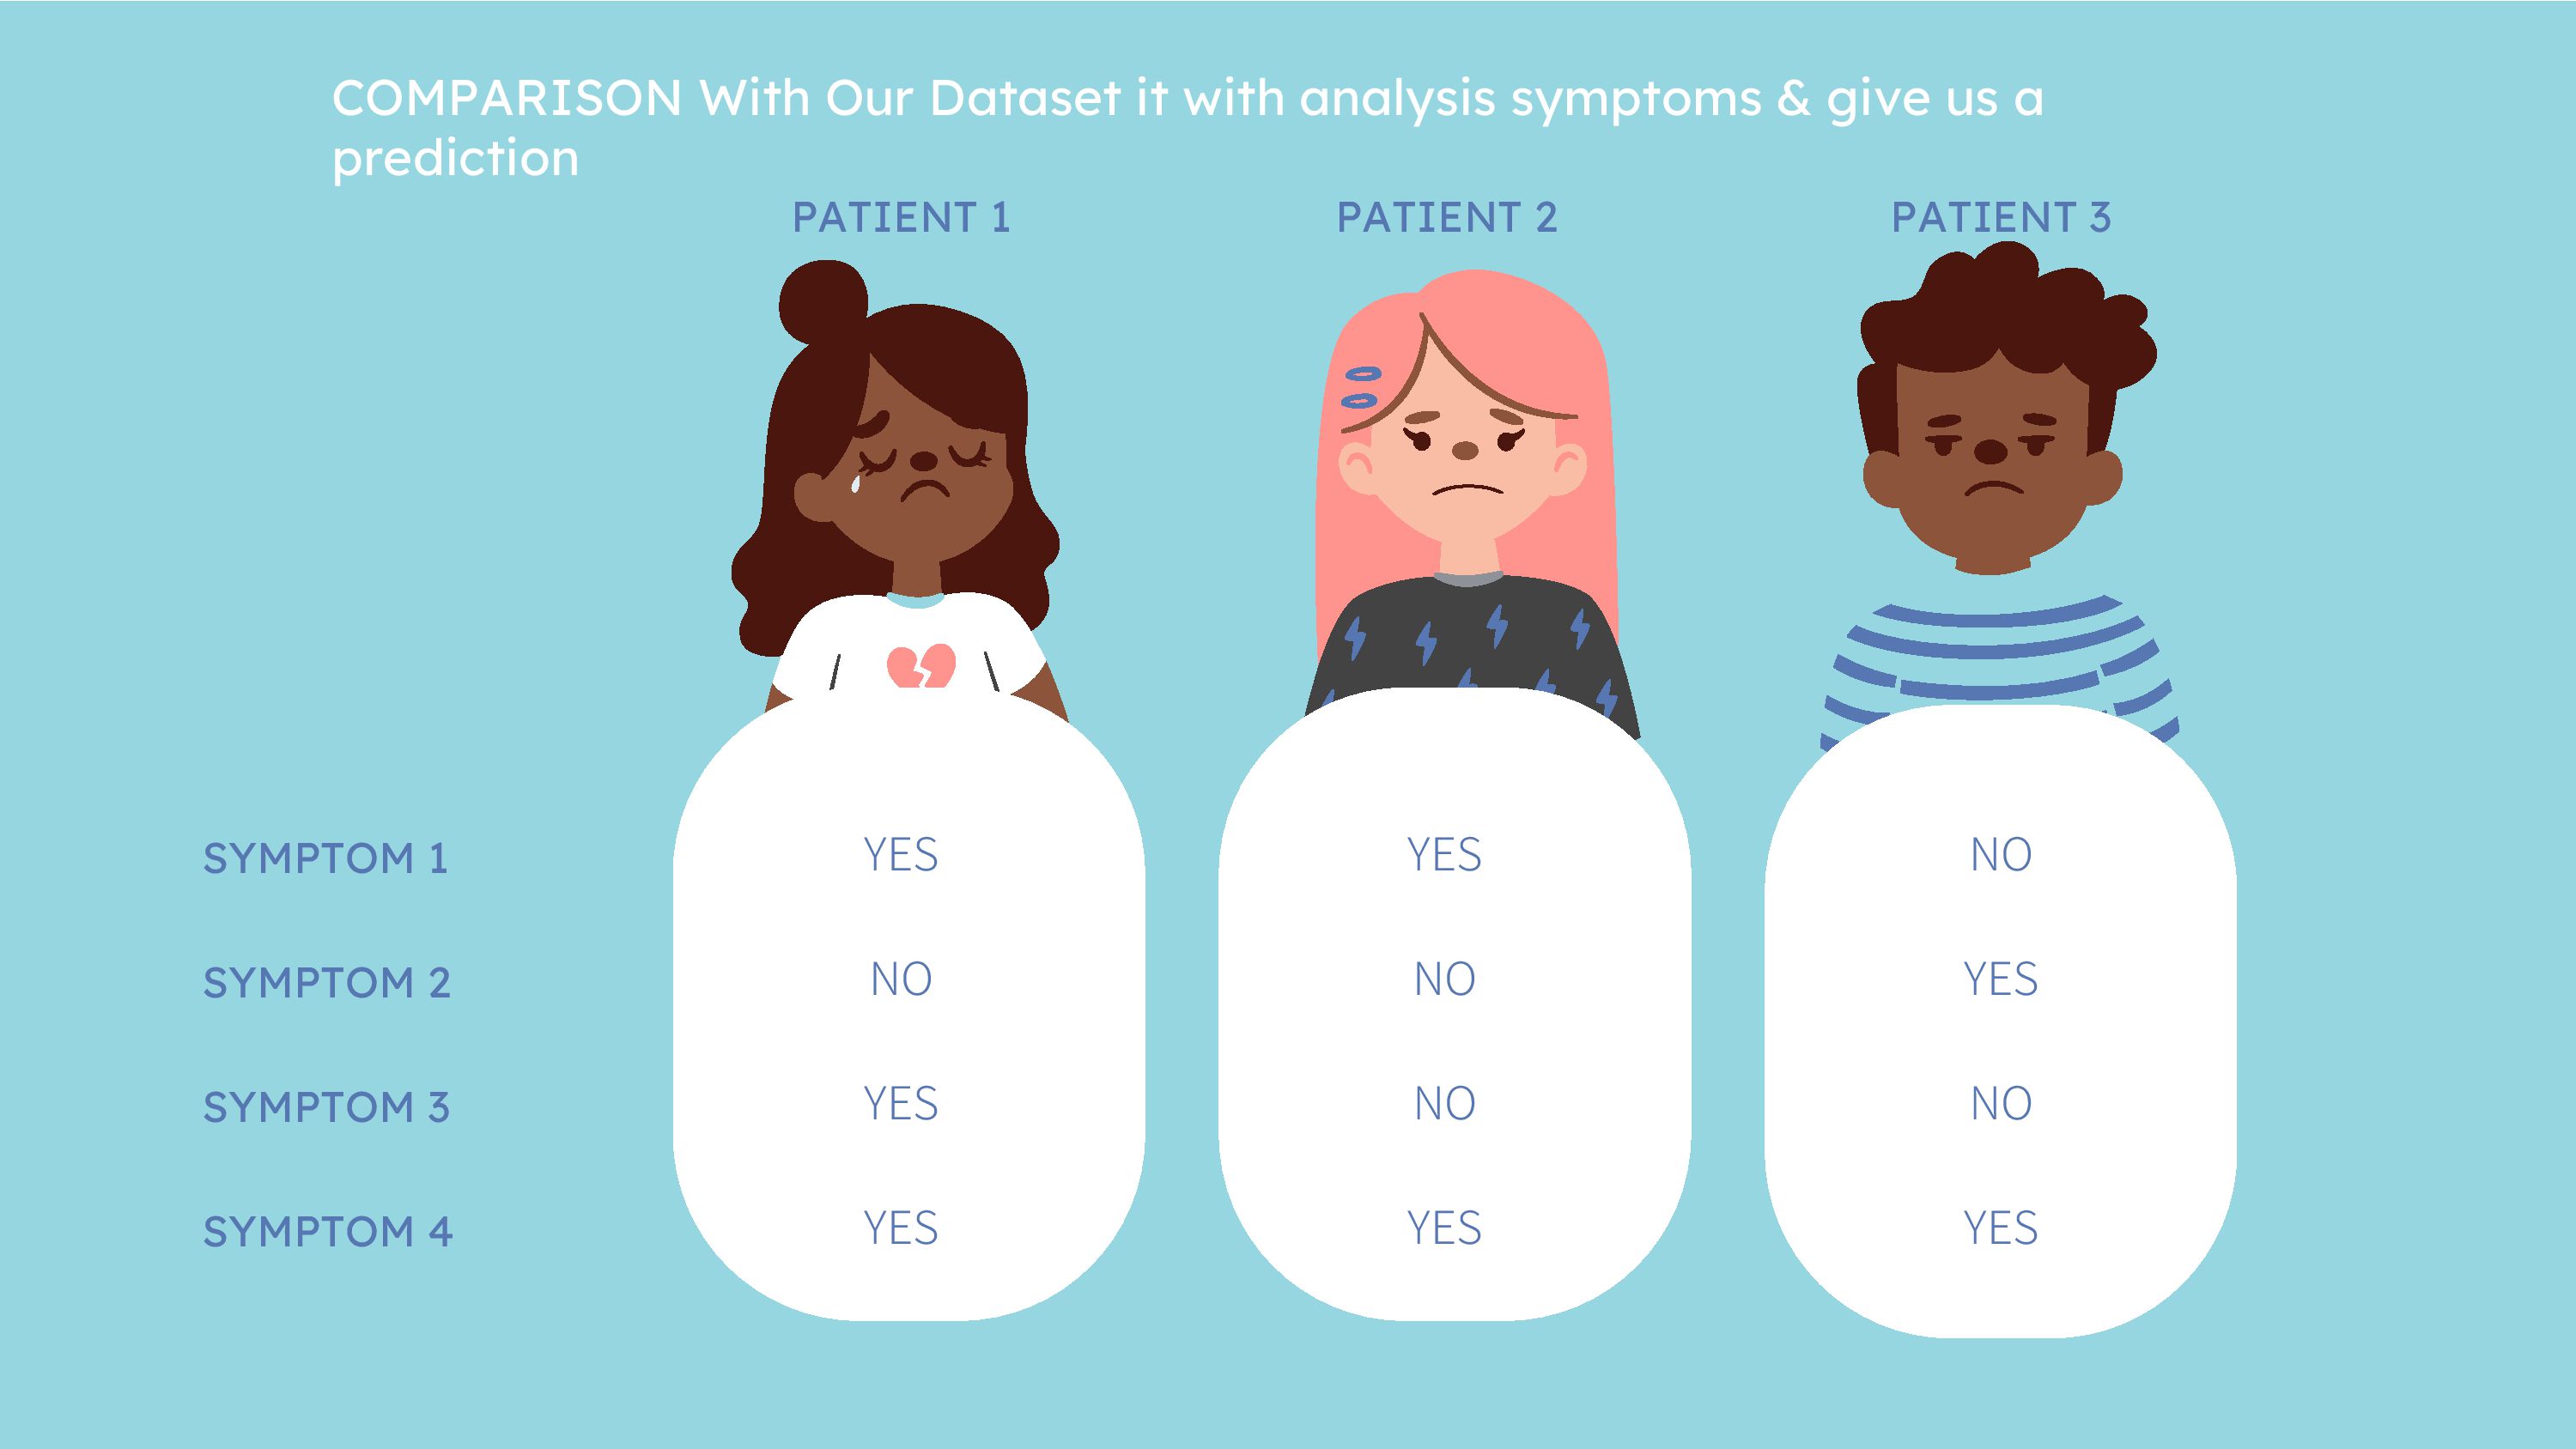 COMPARISON With Our Dataset it with analysis symptoms & give us a
prediction
PATIENT 1 PATIENT 2 PATIENT 3
SYMPTOM 1 YES YES NO
SYMPTOM 2 NO NO YES
SYMPTOM 3 YES NO NO
SYMPTOM 4 YES YES YES